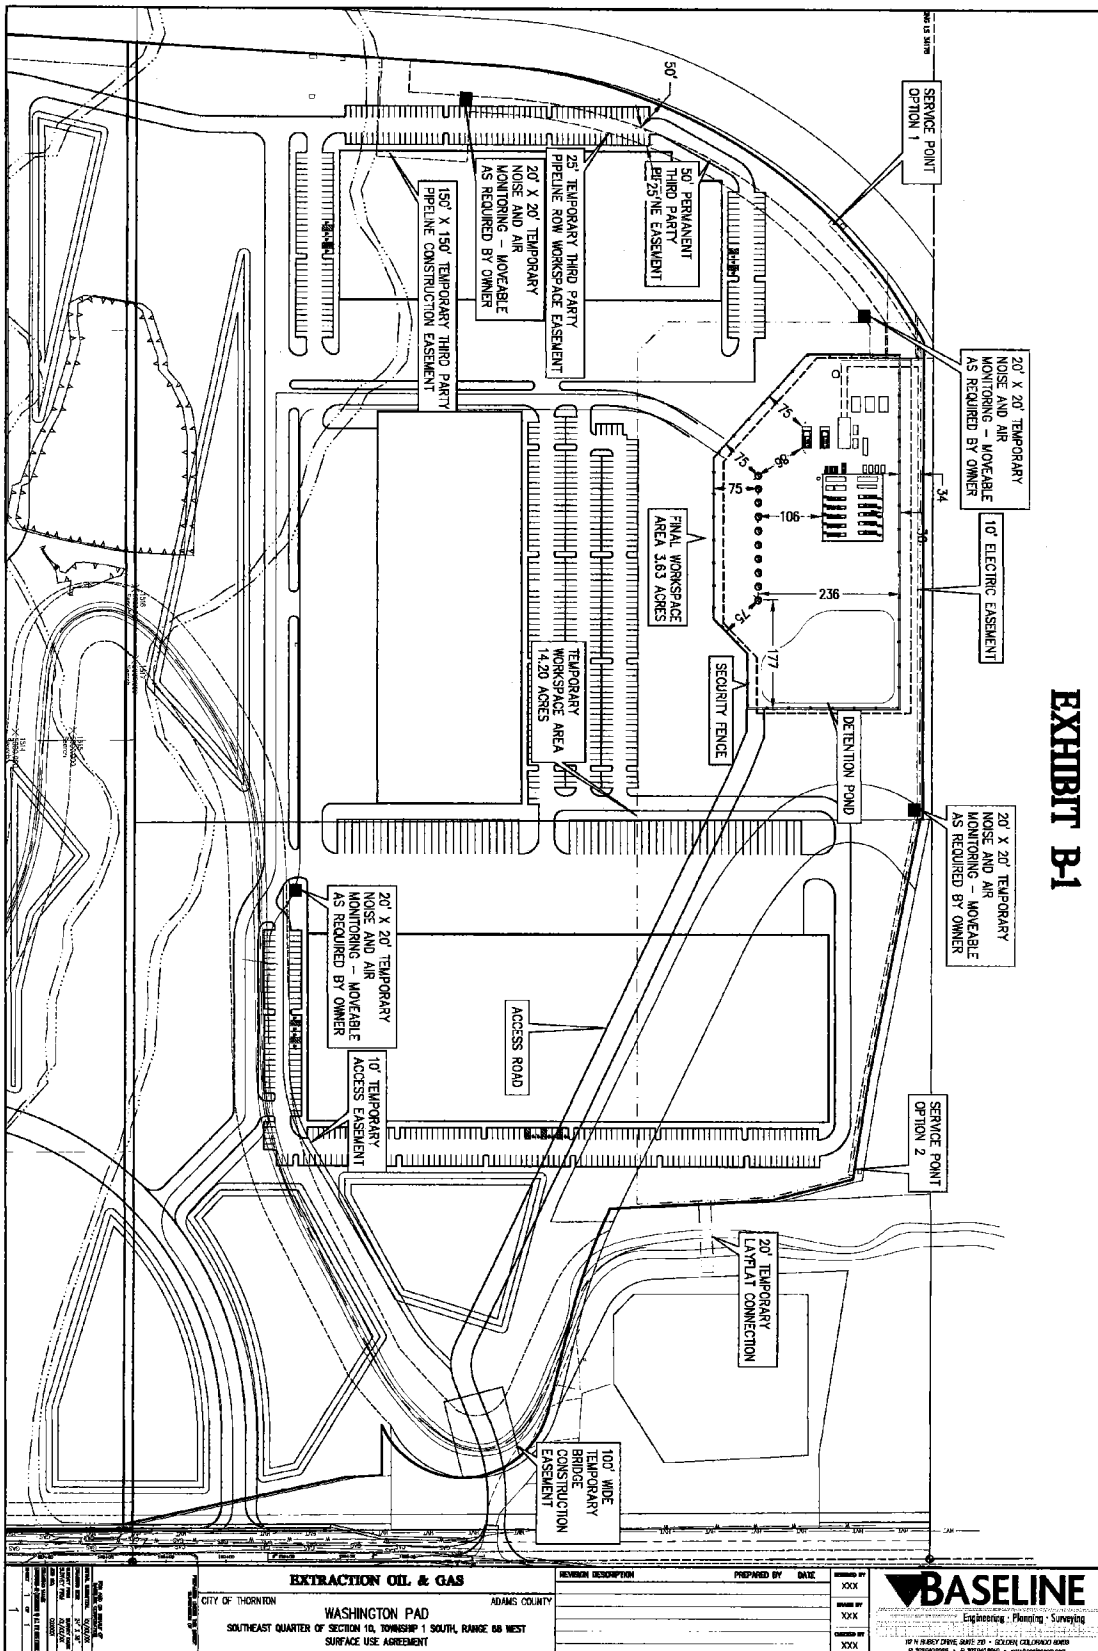 EXHIBIT B-1
SERVICE POINT
OPTION 1
50'
50' PERMANENT
THIRD PARTY
25' TEMPORARY THIRD PARTY
PIPELINE ROW WORKSPACE EASEMENT
20' X 20' TEMPORARY
NOISE AND AIR
MONITORING - MOVEABLE
AS REQUIRED BY OWNER
150' X 150' TEMPORARY THIRD PARTY
PIPELINE CONSTRUCTION EASEMENT
20' X 20' TEMPORARY
NOISE AND AIR
MONITORING - MOVEABLE
AS REQUIRED BY OWNER
34
10' ELECTRIC EASEMENT
75
98
75
75
106
236
75
177
FINAL WORKSPACE
AREA 3.63 ACRES
SECURITY FENCE
DETENTION POND
TEMPORARY
WORKSPACE AREA
14.20 ACRES
20' X 20' TEMPORARY
NOISE AND AIR
MONITORING - MOVEABLE
AS REQUIRED BY OWNER
20' X 20' TEMPORARY
NOISE AND AIR
MONITORING - MOVEABLE
AS REQUIRED BY OWNER
ACCESS ROAD
10' TEMPORARY
ACCESS EASEMENT
SERVICE POINT
OPTION 2
20' TEMPORARY
LAYFLAT CONNECTION
100' WIDE
TEMPORARY
BRIDGE
CONSTRUCTION
EASEMENT
EXTRACTION OIL & GAS
CITY OF THORNTON
ADAMS COUNTY
WASHINGTON PAD
SOUTHEAST QUARTER OF SECTION 10, TOWNSHIP 1 SOUTH, RANGE 68 WEST
SURFACE USE AGREEMENT
REVISION DESCRIPTION
PREPARED BY
DATE
XXX
XXX
XXX
BASELINE
Engineering · Planning · Surveying